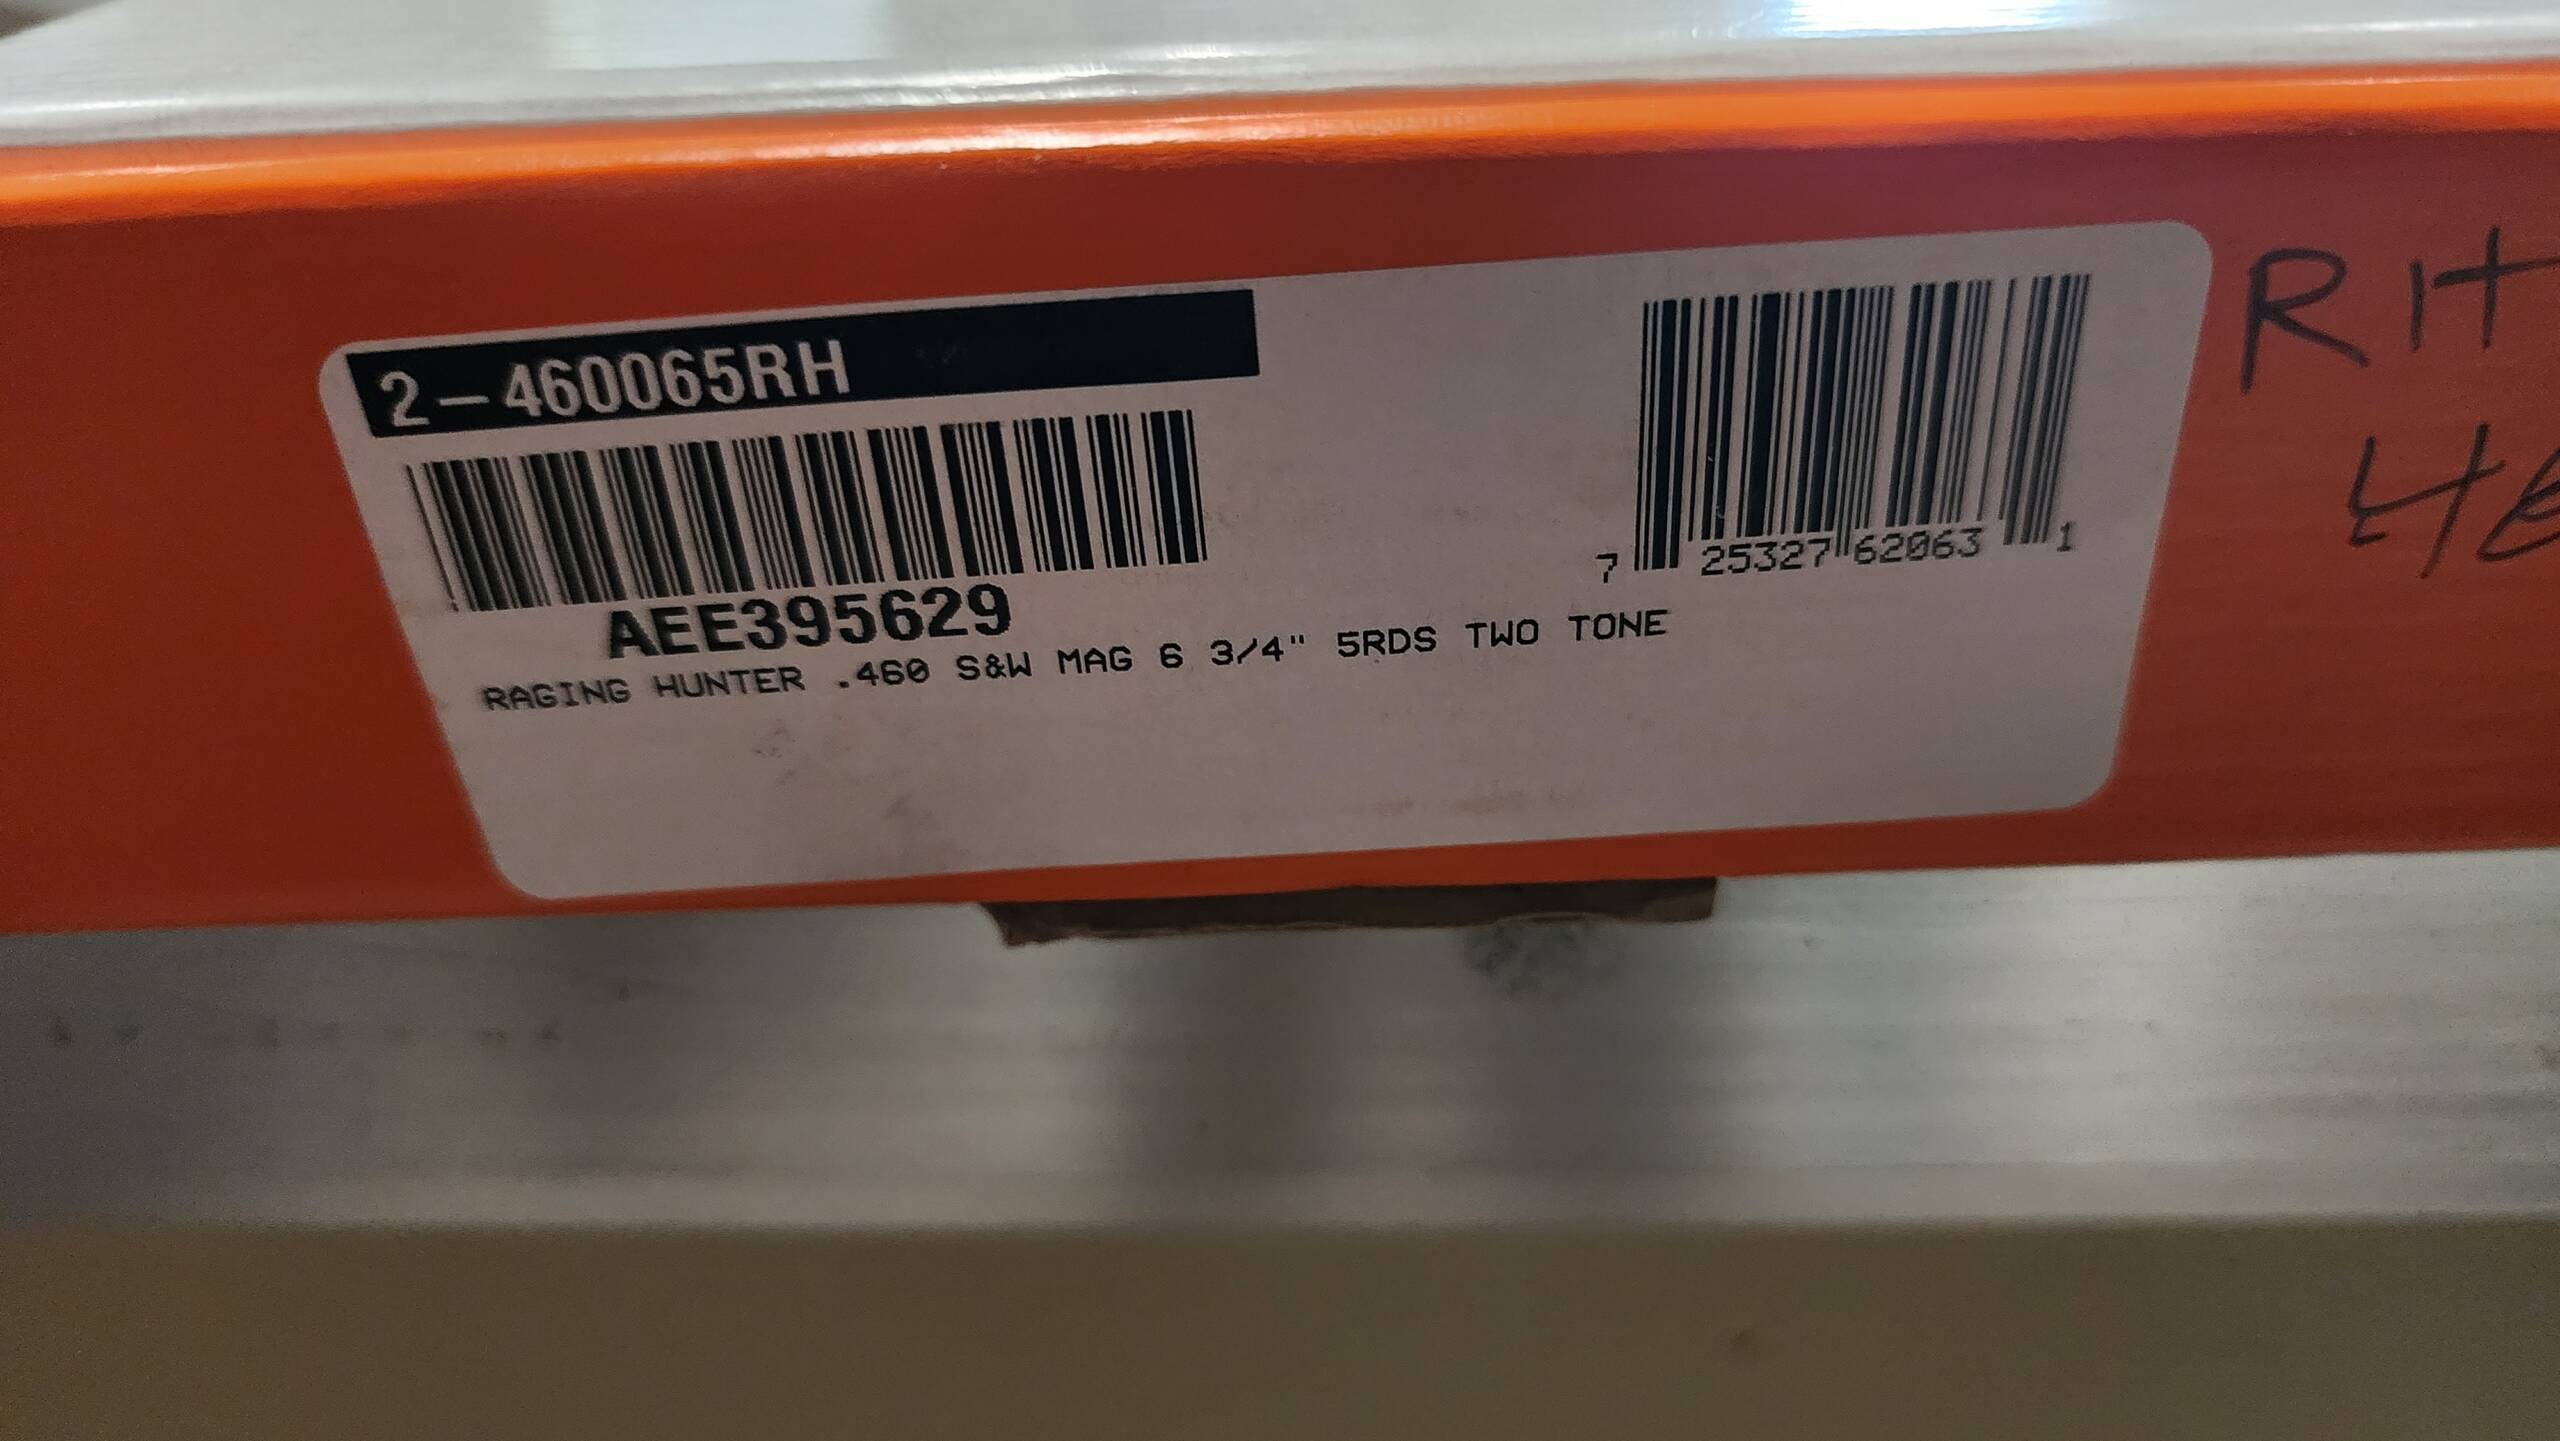 2-460065RH
AEE395629
RAGING HUNTER .460 S&W MAG 6 3/4" 5RDS TWO TONE
7 25327 62063 1